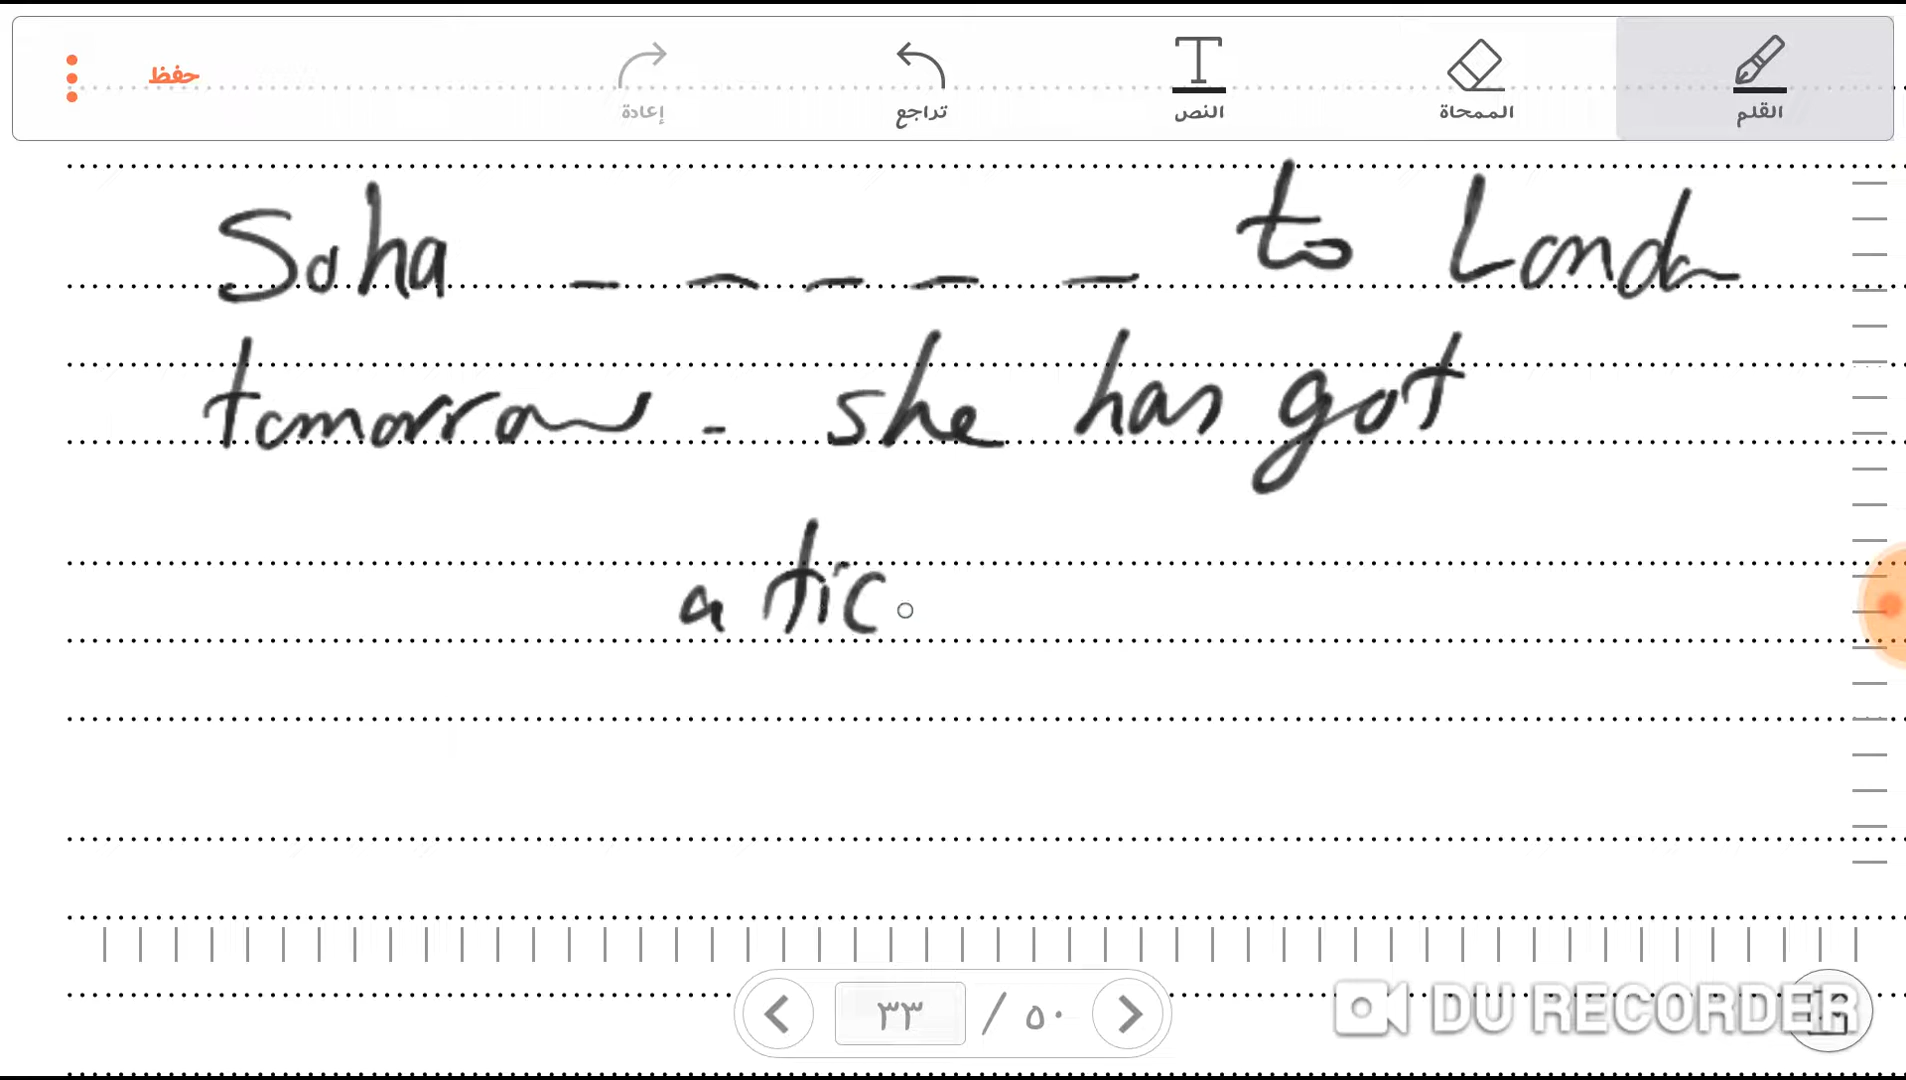 حفظ إعادة تراجع النص الممحاة القلم
Soha _ _ _ _ _ to London
tomorrow - she has got
a tic
٣٣ / ٥٠
DU RECORDER